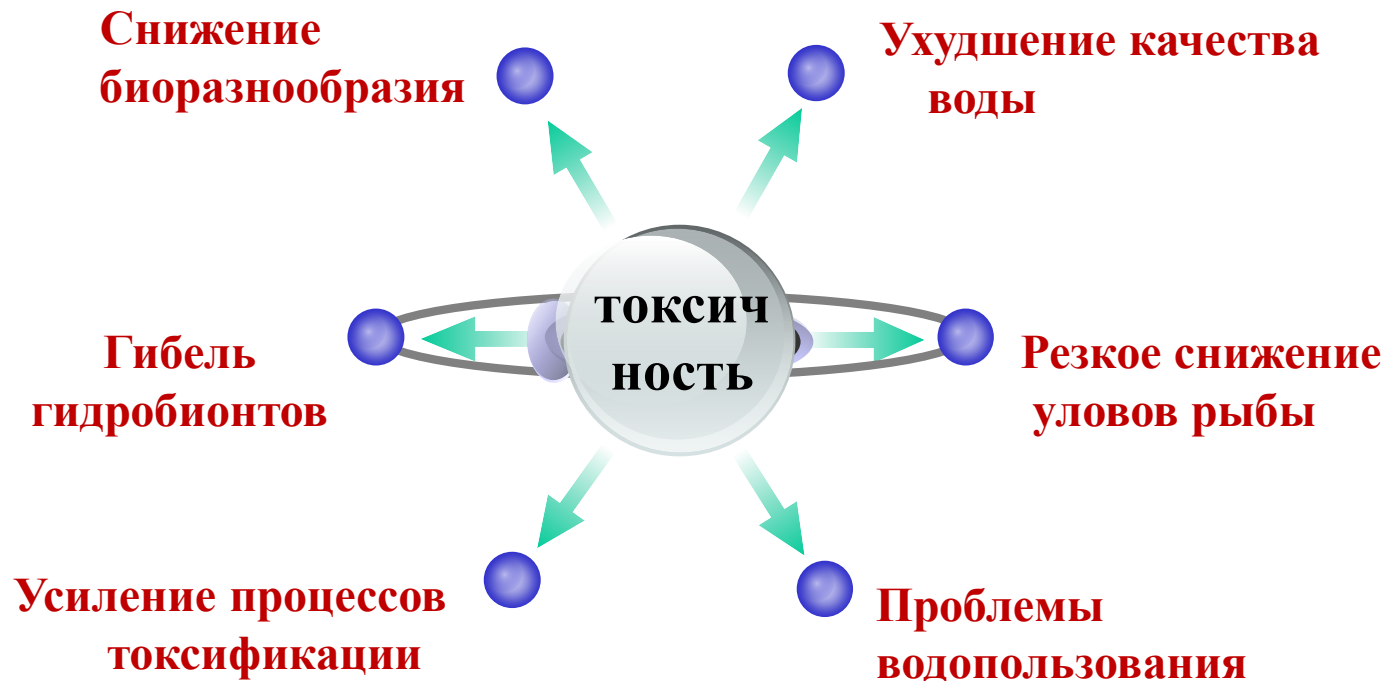 Снижение
биоразнообразия
Ухудшение качества
воды
токсич
ность
Гибель
гидробионтов
Резкое снижение
уловов рыбы
Усиление процессов
токсификации
Проблемы
водопользования